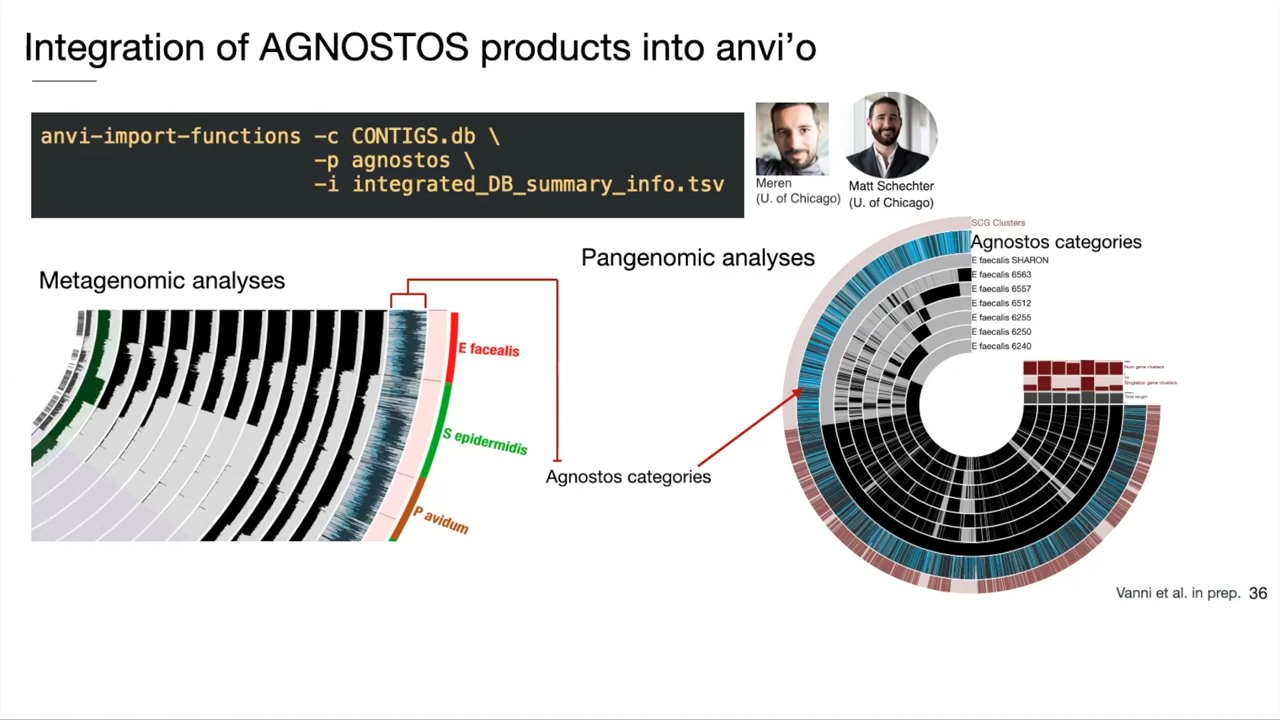 Integration of AGNOSTOS products into anvi’o
anvi-import-functions -c CONTIGS.db \
-p agnostos \
-i integrated_DB_summary_info.tsv
Meren
(U. of Chicago)
Matt Schechter
(U. of Chicago)
Metagenomic analyses
E facealis
S epidermidis
P avidum
Agnostos categories
Pangenomic analyses
SCG Clusters
Agnostos categories
E faecalis SHARON
E faecalis 6563
E faecalis 6557
E faecalis 6512
E faecalis 6255
E faecalis 6250
E faecalis 6240
Num gene clusters
Singleton gene clusters
Total length
Vanni et al. in prep. 36